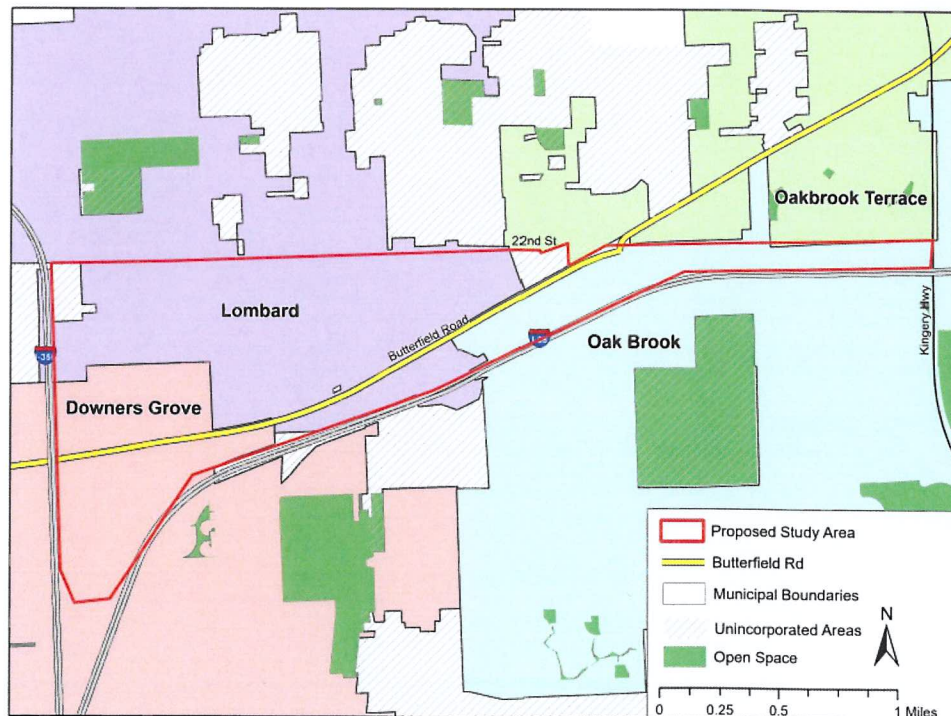 22nd St
Oakbrook Terrace
Lombard
Butterfield Road
Oak Brook
Kingery Hwy
Downers Grove
Proposed Study Area
Butterfield Rd
Municipal Boundaries
Unincorporated Areas
Open Space
N
0 0.25 0.5 1 Miles